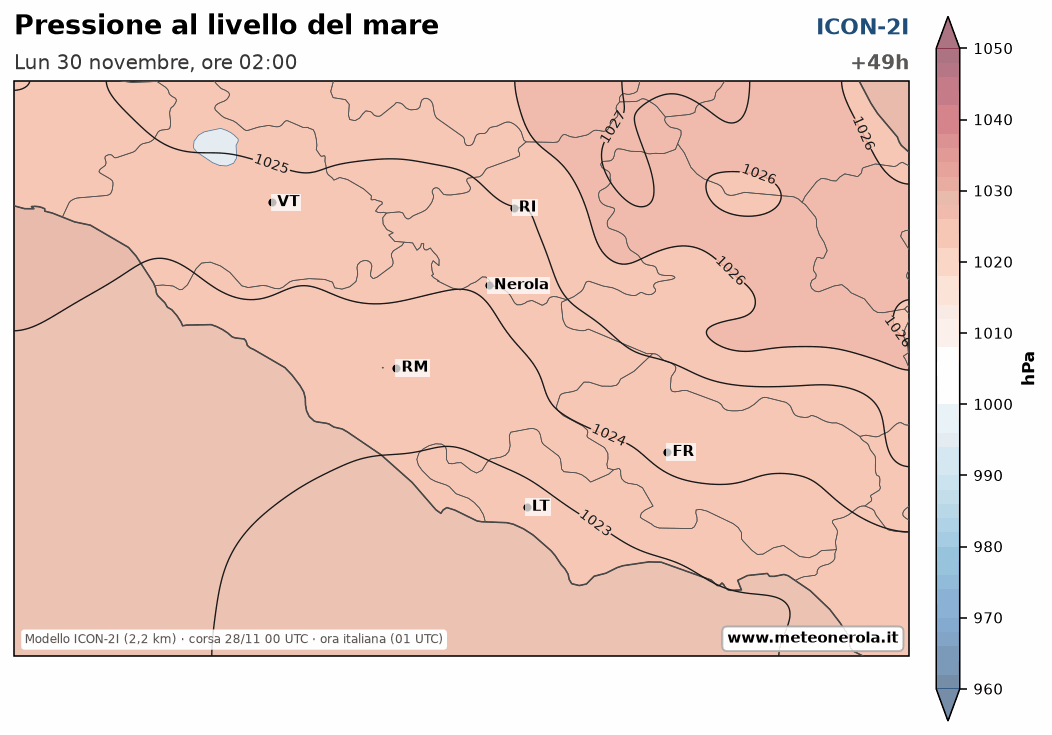 Pressione al livello del mare
ICON-2I
Lun 30 novembre, ore 02:00
+49h
1050
1040
1030
1020
1010
1000
990
980
970
960
hPa
1027
1026
1025
1026
VT
RI
1026
Nerola
1026
RM
1024
FR
LT
1023
Modello ICON-2I (2,2 km) · corsa 28/11 00 UTC · ora italiana (01 UTC)
www.meteonerola.it